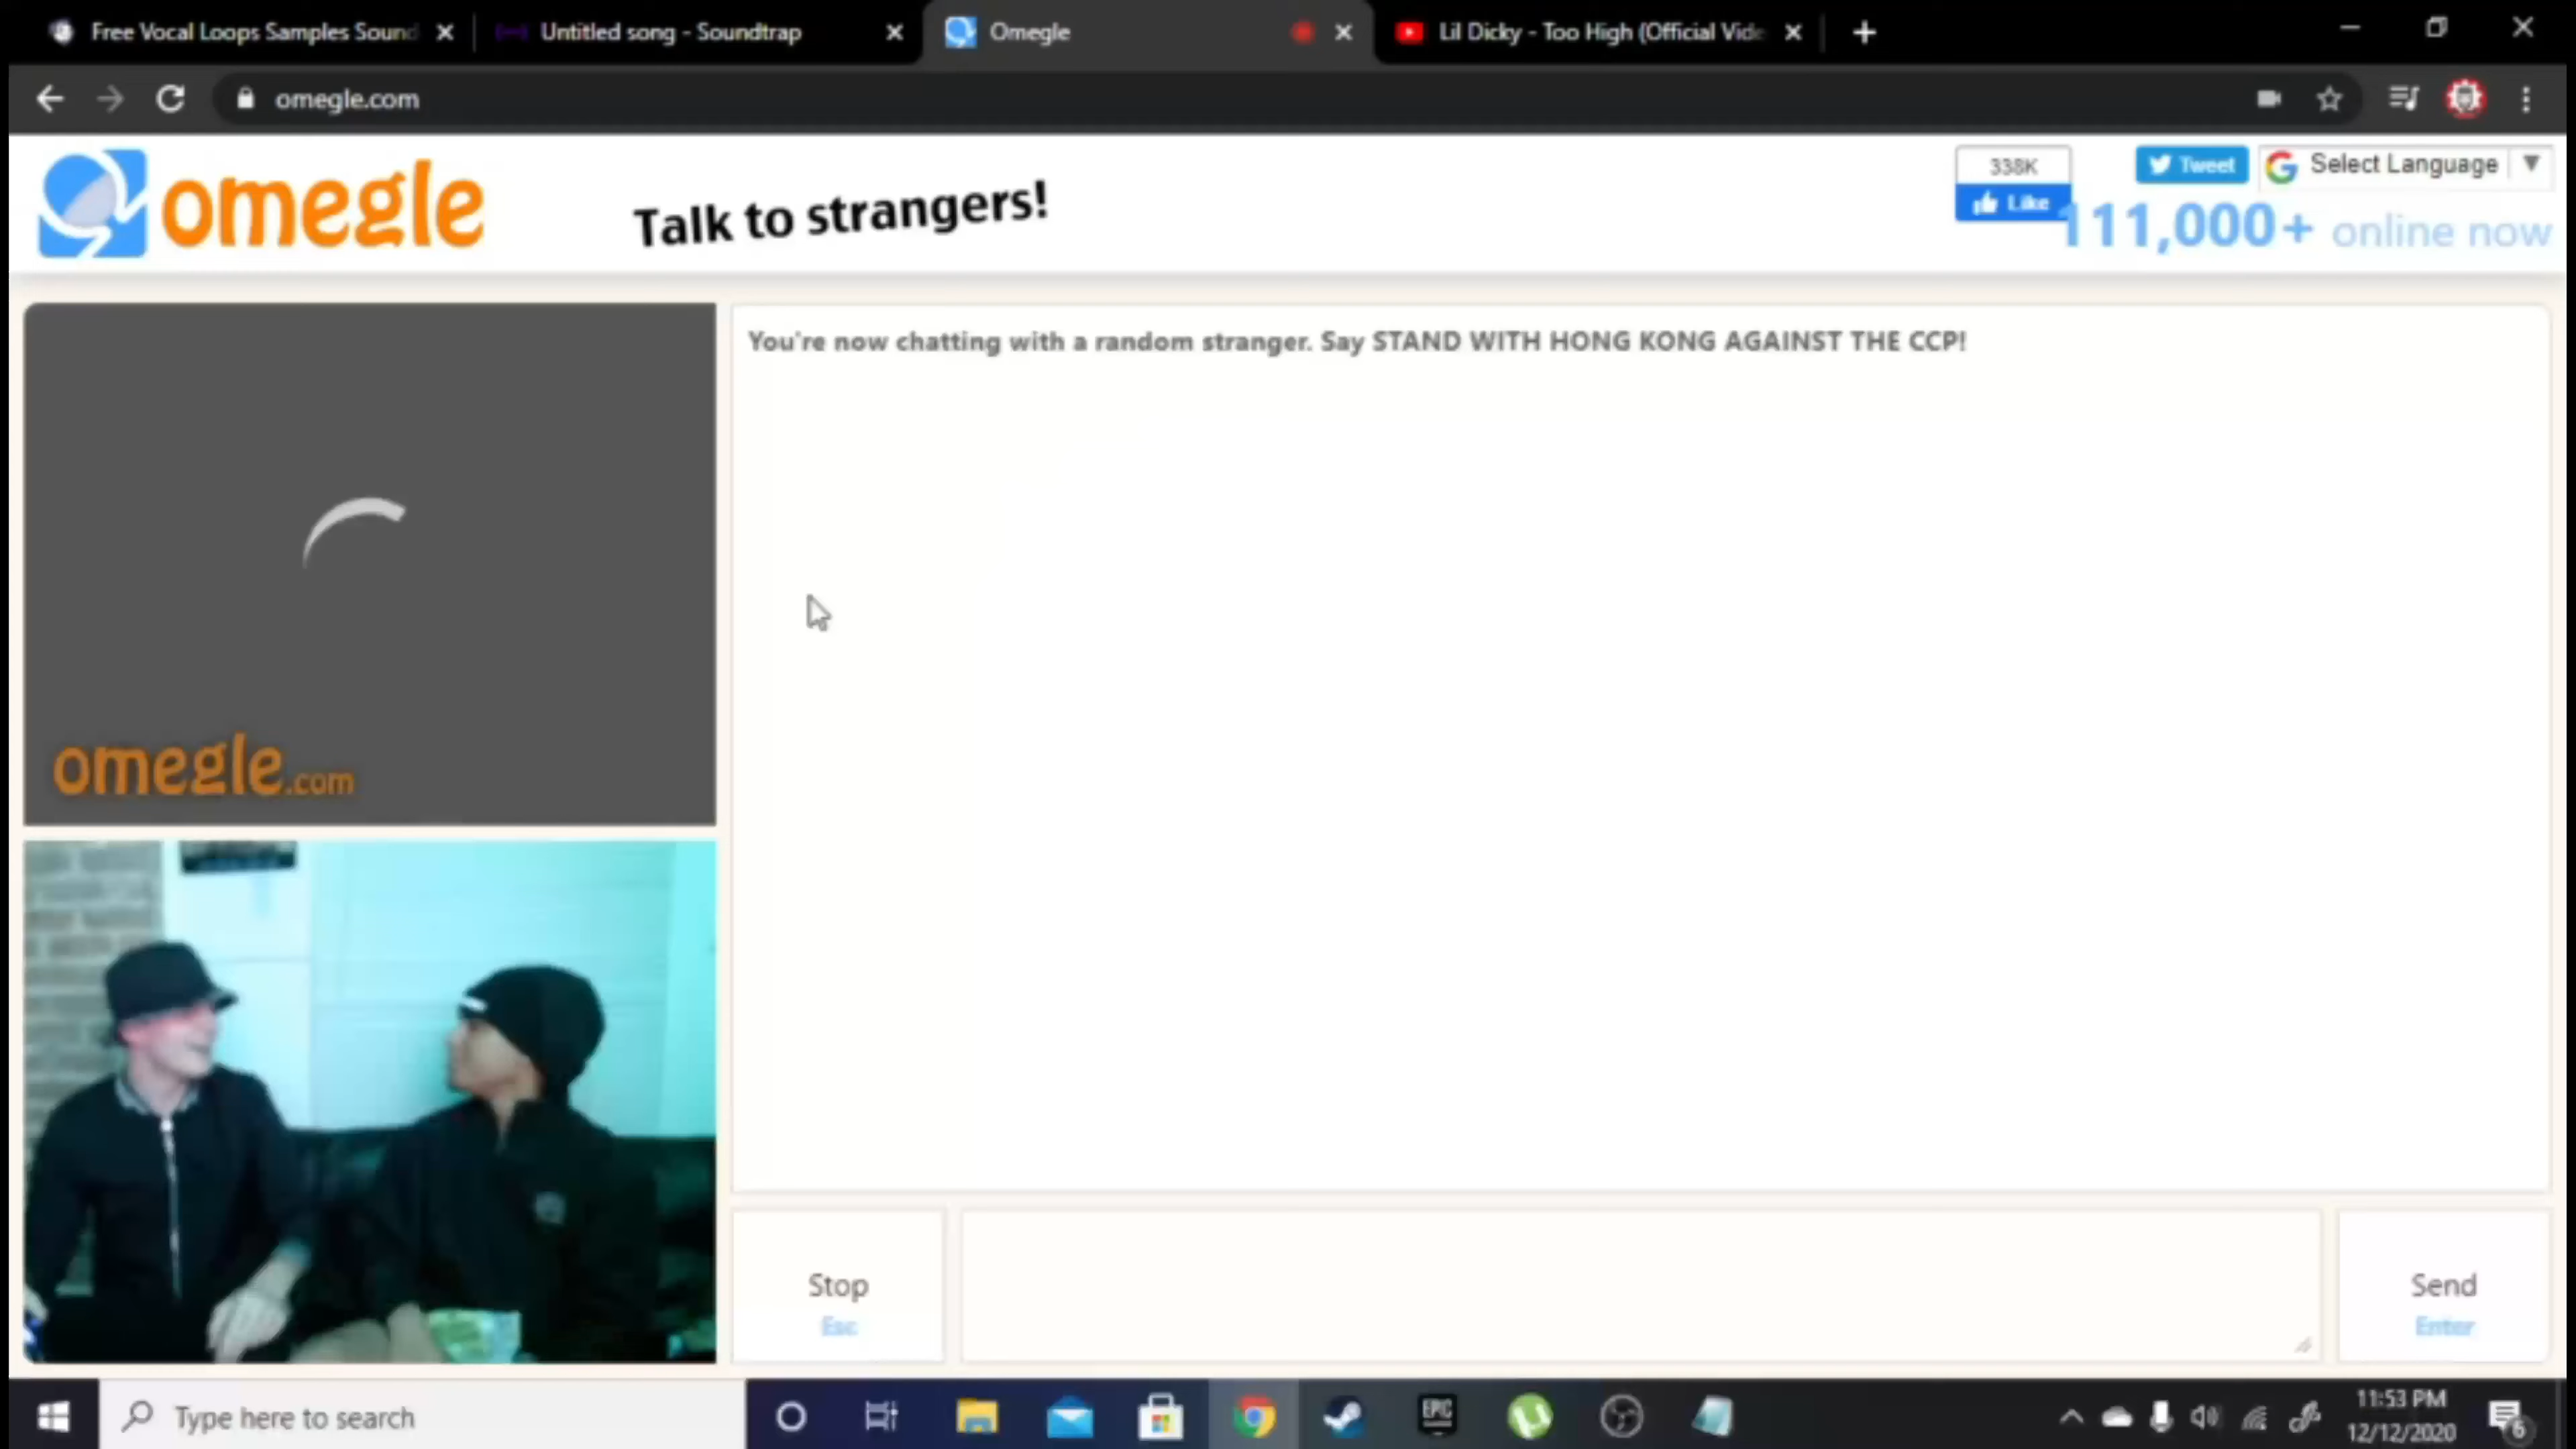 Free Vocal Loops Samples Sound
Untitled song - Soundtrap
Omegle
Lil Dicky - Too High (Official Vide
omegle.com
omegle
Talk to strangers!
338K
Like
Tweet
Select Language
111,000+ online now
You're now chatting with a random stranger. Say STAND WITH HONG KONG AGAINST THE CCP!
omegle.com
Stop
Esc
Send
Enter
Type here to search
EPIC
11:53 PM
12/12/2020
6